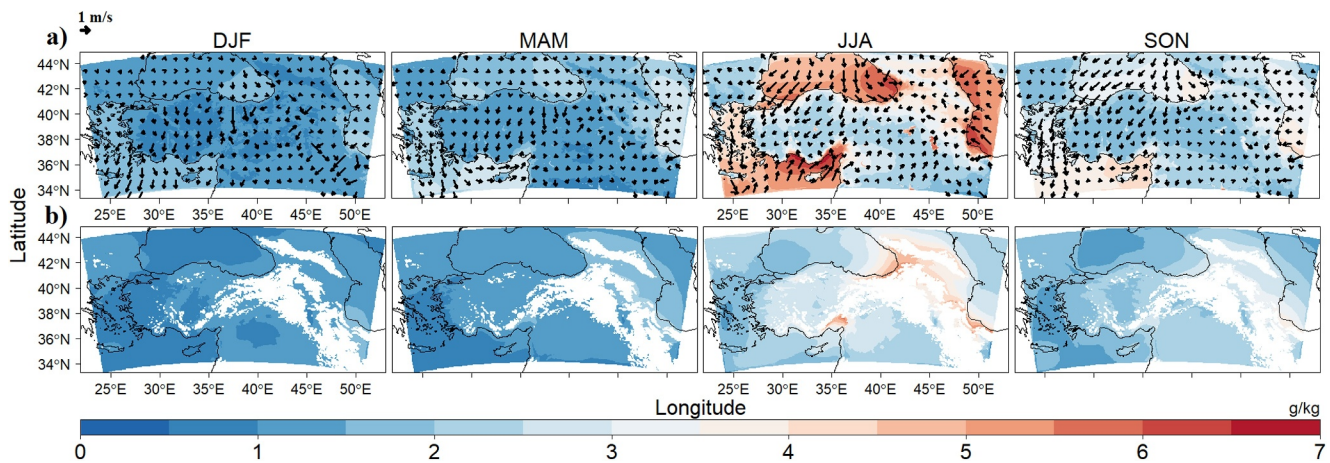 1 m/s
a) DJF MAM JJA SON
44°N
42°N
40°N
38°N
36°N
34°N
25°E 30°E 35°E 40°E 45°E 50°E 25°E 30°E 35°E 40°E 45°E 50°E
Latitude
b)
44°N
42°N
40°N
38°N
36°N
34°N
25°E 30°E 35°E 40°E 45°E 50°E 25°E 30°E 35°E 40°E 45°E 50°E
Longitude
g/kg
0 1 2 3 4 5 6 7